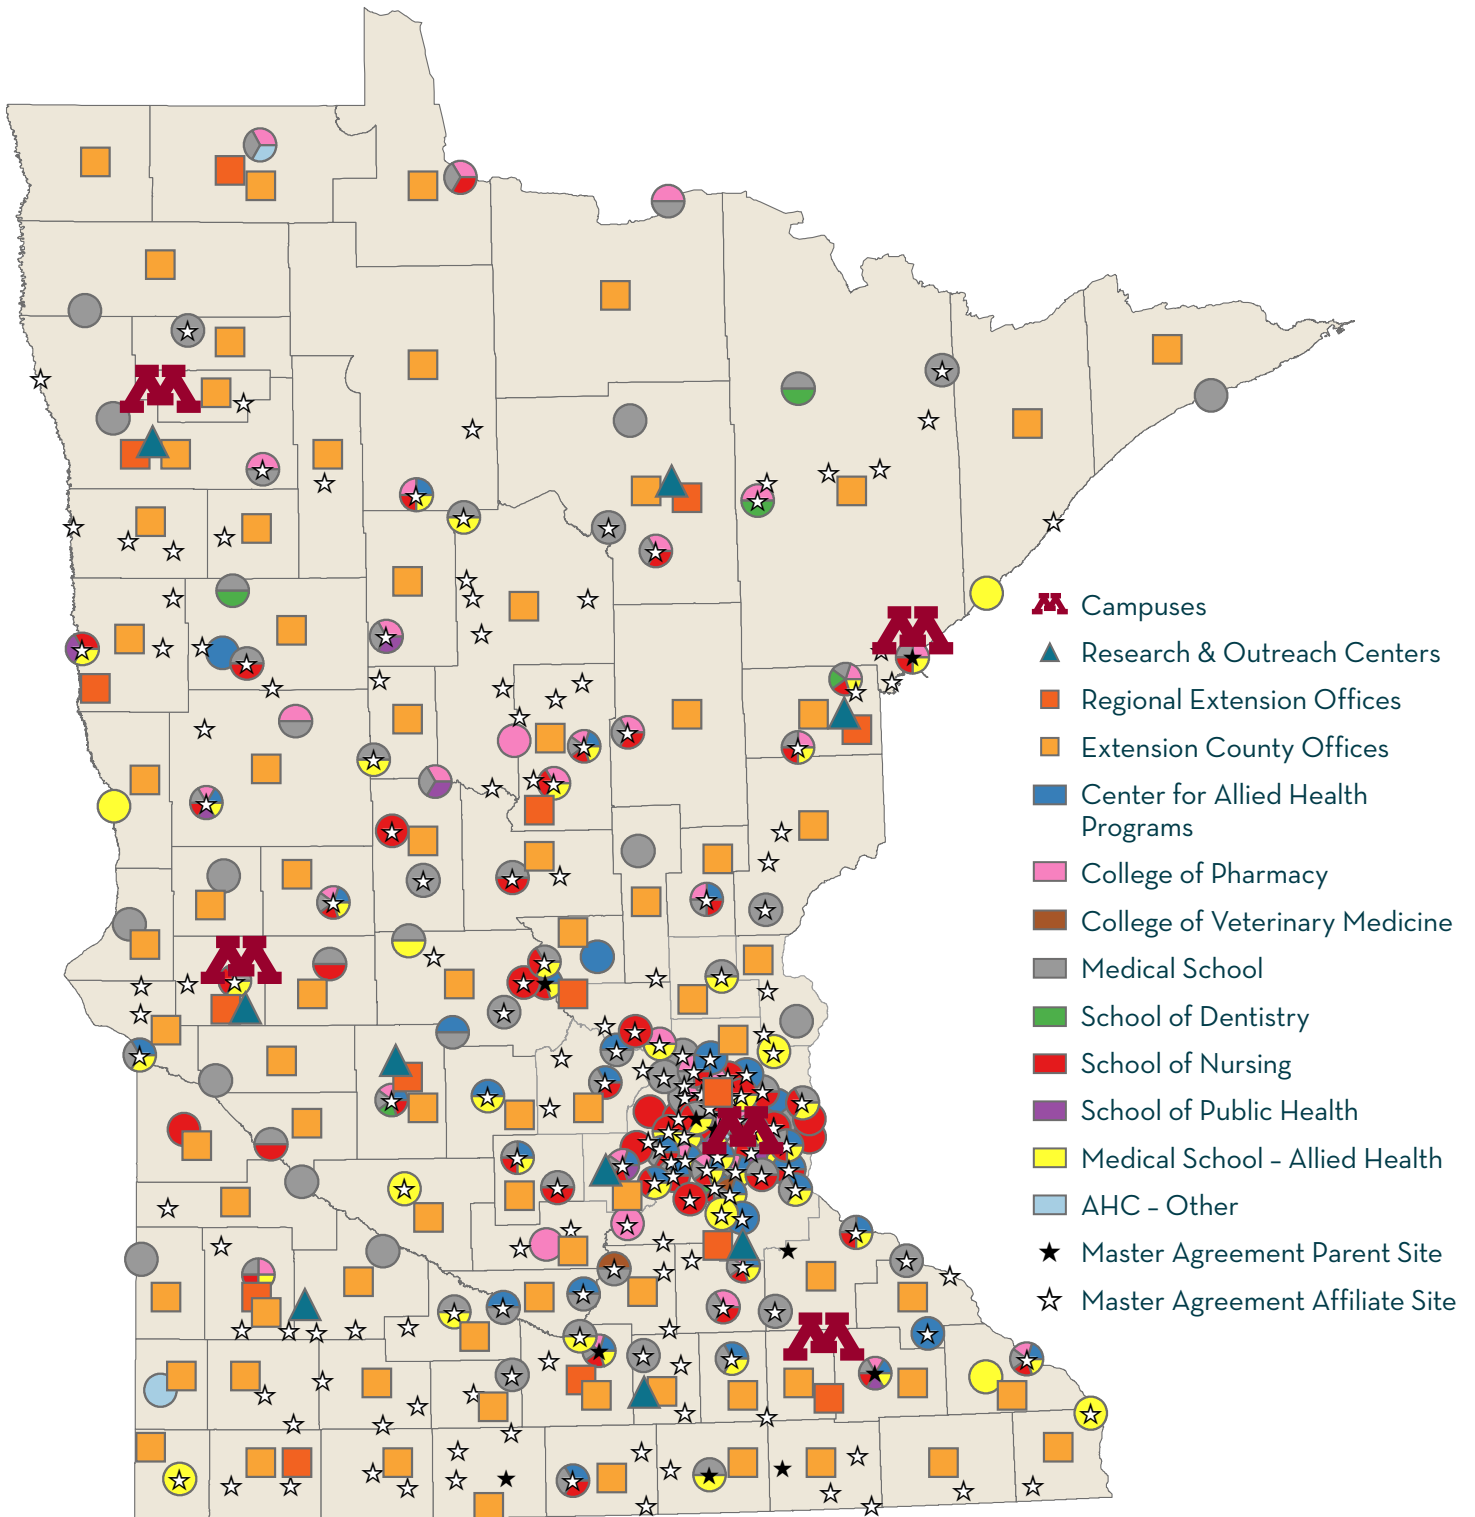 Campuses
Research & Outreach Centers
Regional Extension Offices
Extension County Offices
Center for Allied Health
Programs
College of Pharmacy
College of Veterinary Medicine
Medical School
School of Dentistry
School of Nursing
School of Public Health
Medical School – Allied Health
AHC – Other
Master Agreement Parent Site
Master Agreement Affiliate Site